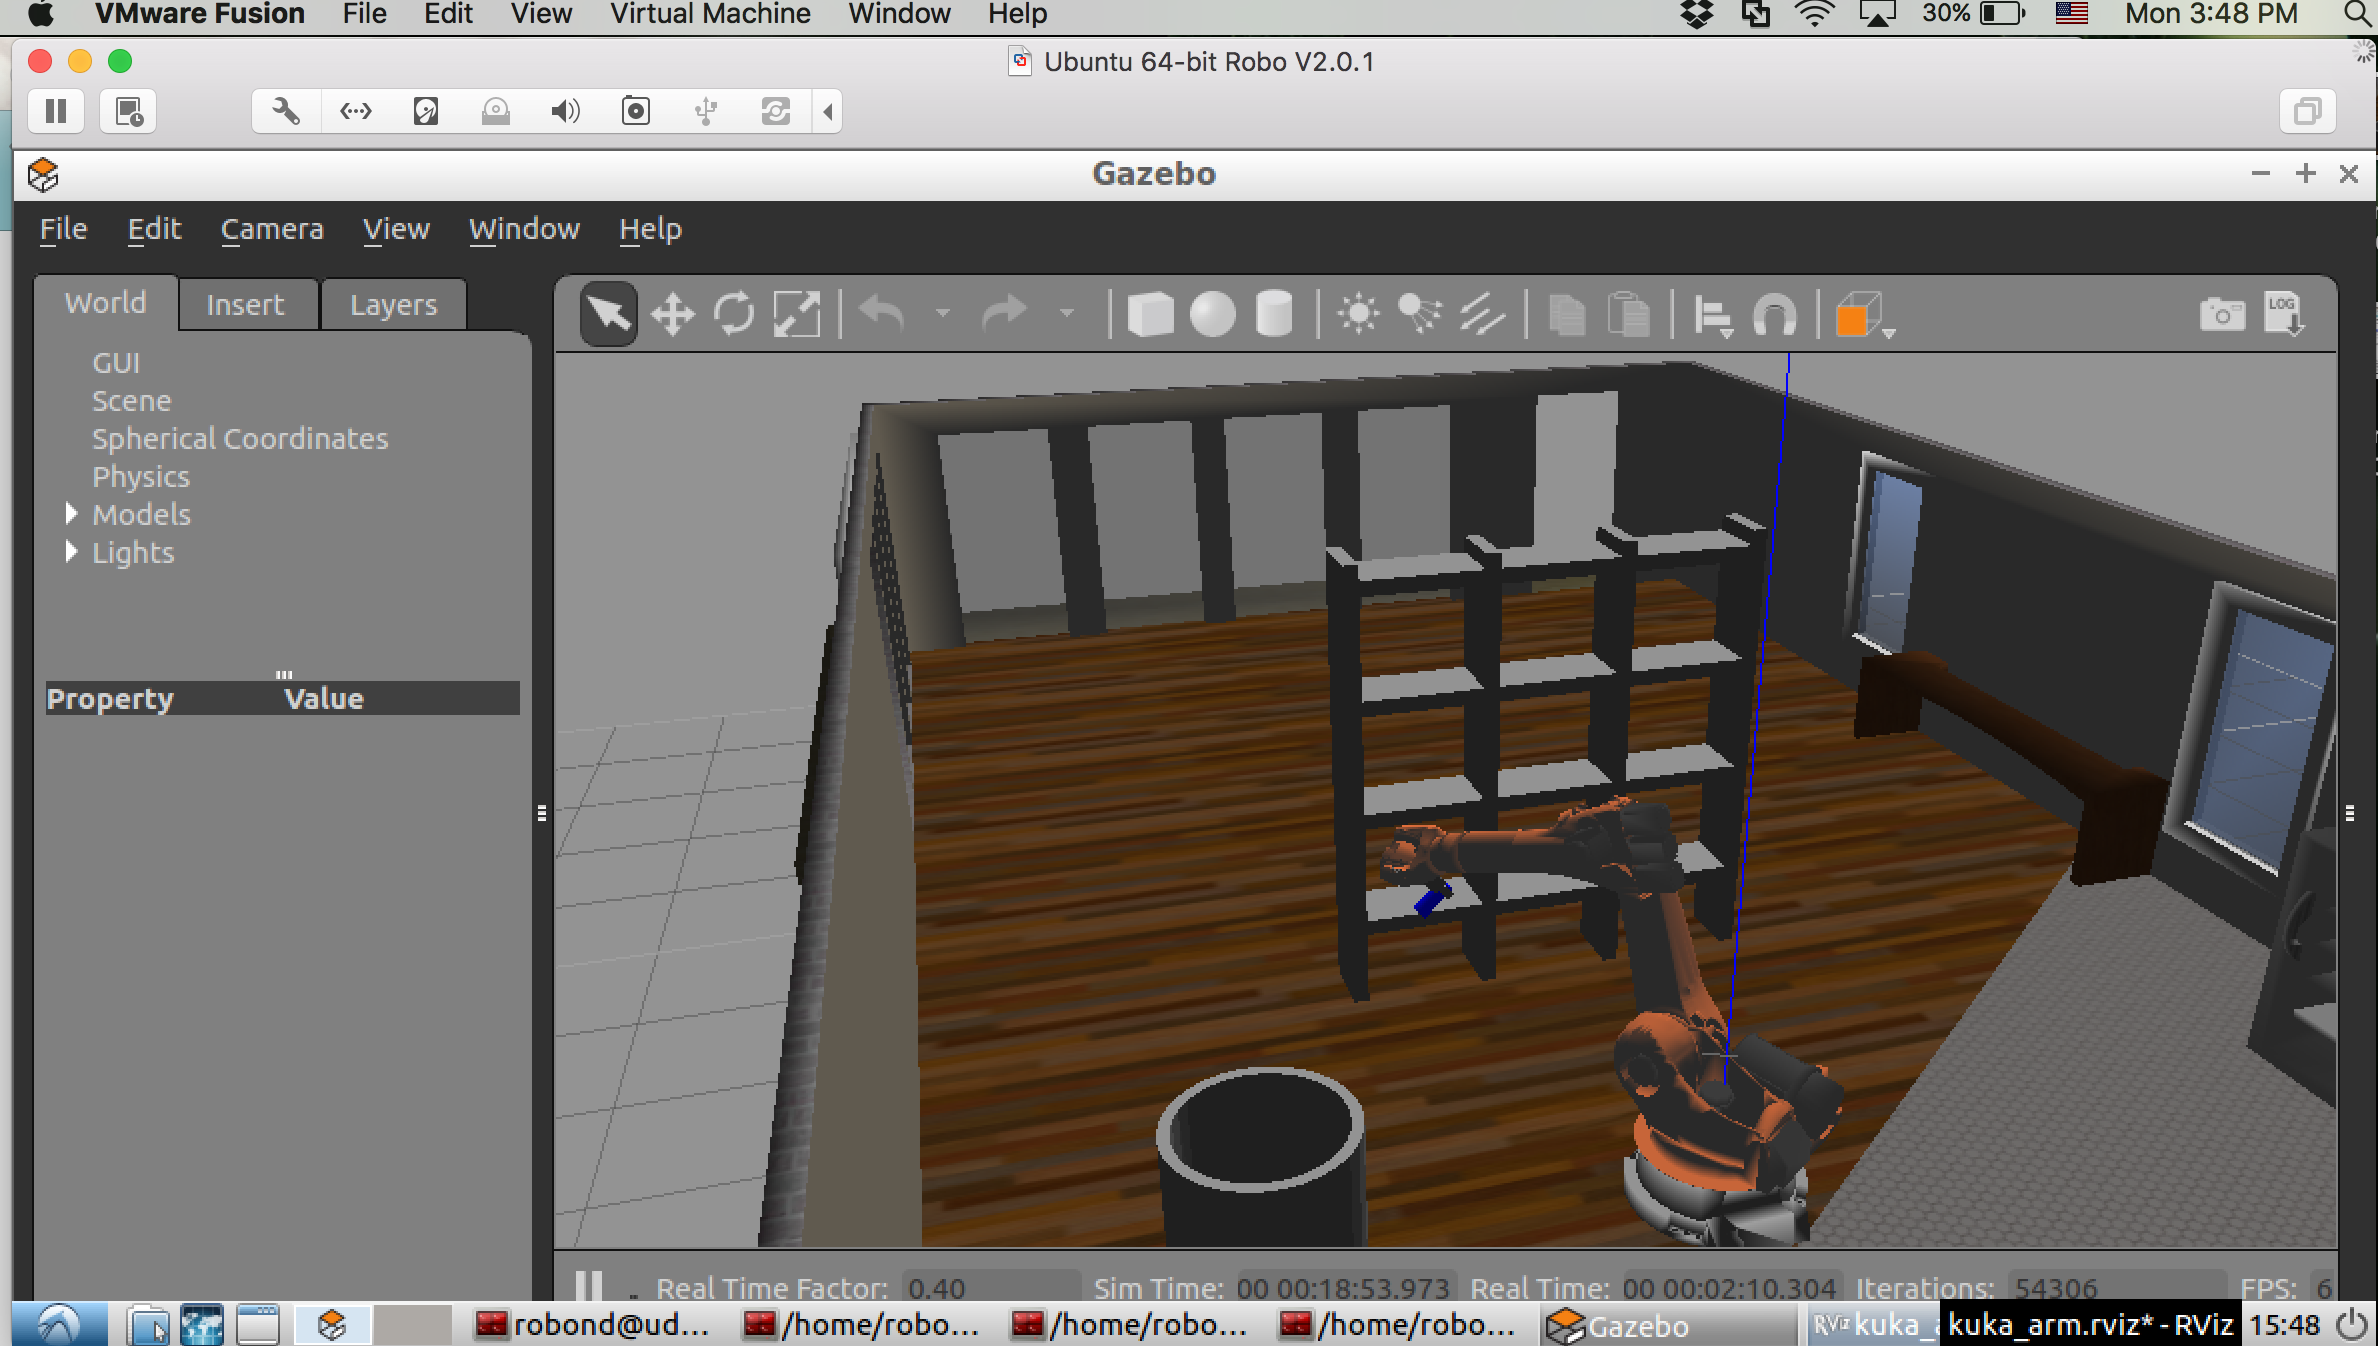 VMware Fusion File Edit View Virtual Machine Window Help 30% Mon 3:48 PM
Ubuntu 64-bit Robo V2.0.1
Gazebo
File Edit Camera View Window Help
World Insert Layers
LOG
GUI
Scene
Spherical Coordinates
Physics
Models
Lights
Property Value
Real Time Factor: 0.40 Sim Time: 00 00:18:53.973 Real Time: 00 00:02:10.304 Iterations: 54306 FPS: 6
robond@ud... /home/robo... /home/robo... /home/robo... Gazebo RViz kuka_a kuka_arm.rviz* - RViz 15:48